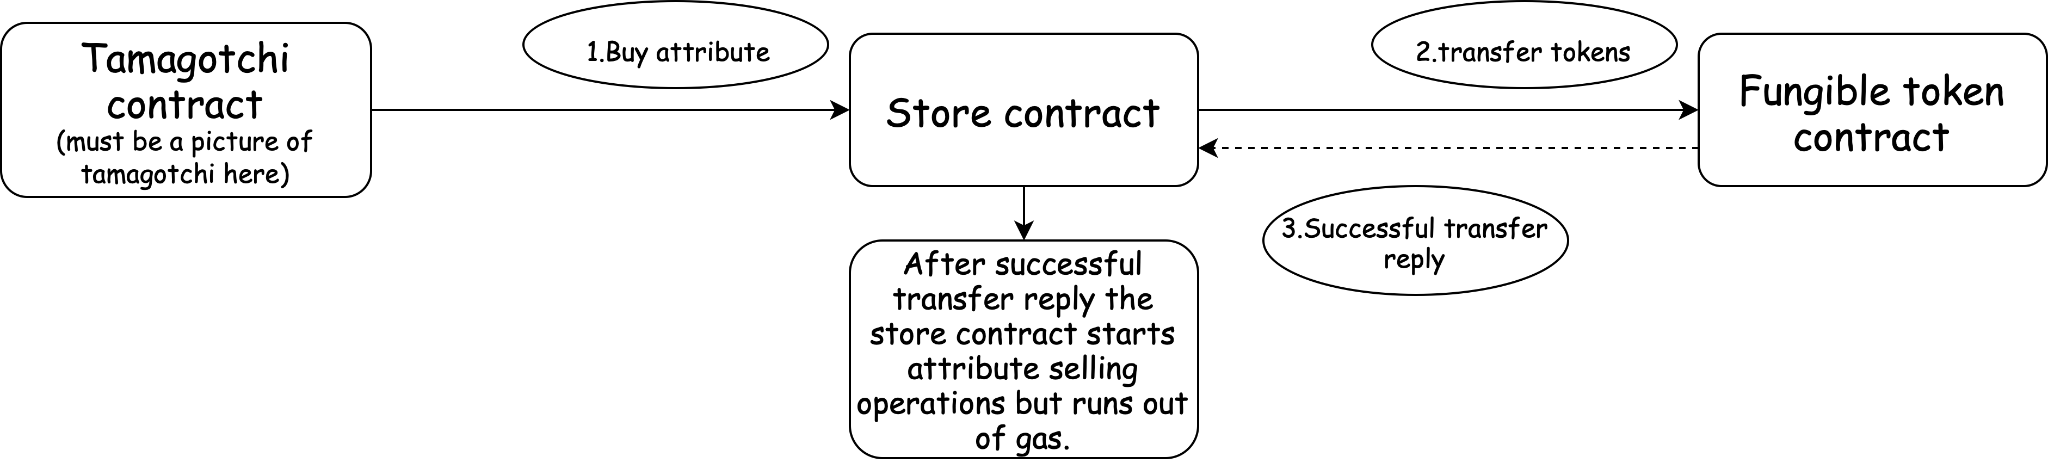 Tamagotchi
contract
(must be a picture of
tamagotchi here)
1.Buy attribute
Store contract
2.transfer tokens
Fungible token
contract
3.Successful transfer
reply
After successful
transfer reply the
store contract starts
attribute selling
operations but runs out
of gas.